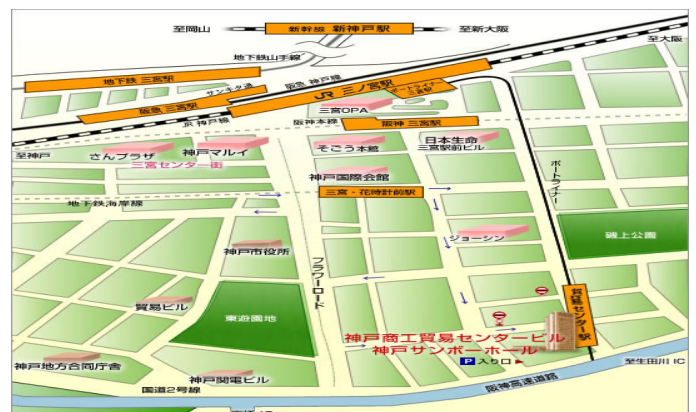 至岡山
新幹線 新神戸駅
至新大阪
地下鉄山手線
至大阪
地下鉄 三宮駅
阪急 神戸線
サンキタ通
JR 三ノ宮駅
ポートライナー
三宮駅
阪急 三宮駅
三宮OPA
JR 神戸線
阪神本線
阪神 三宮駅
至神戸
さんプラザ
神戸マルイ
三宮センター街
そごう本館
日本生命
三宮駅前ビル
神戸国際会館
ポートライナー
三宮・花時計前駅
地下鉄海岸線
ジョーシン
磯上公園
神戸市役所
フラワーロード
貿易ビル
東遊園地
貿易センター駅
神戸商工貿易センタービル
神戸サンボーホール
P 入り口
至生田川 IC
神戸地方合同庁舎
神戸関電ビル
国道2号線
阪神高速道路